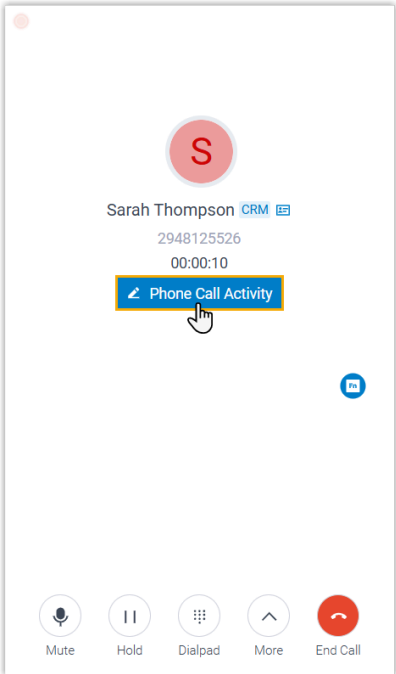 S
Sarah Thompson CRM
2948125526
00:00:10
Phone Call Activity
Fn
Mute Hold Dialpad More End Call